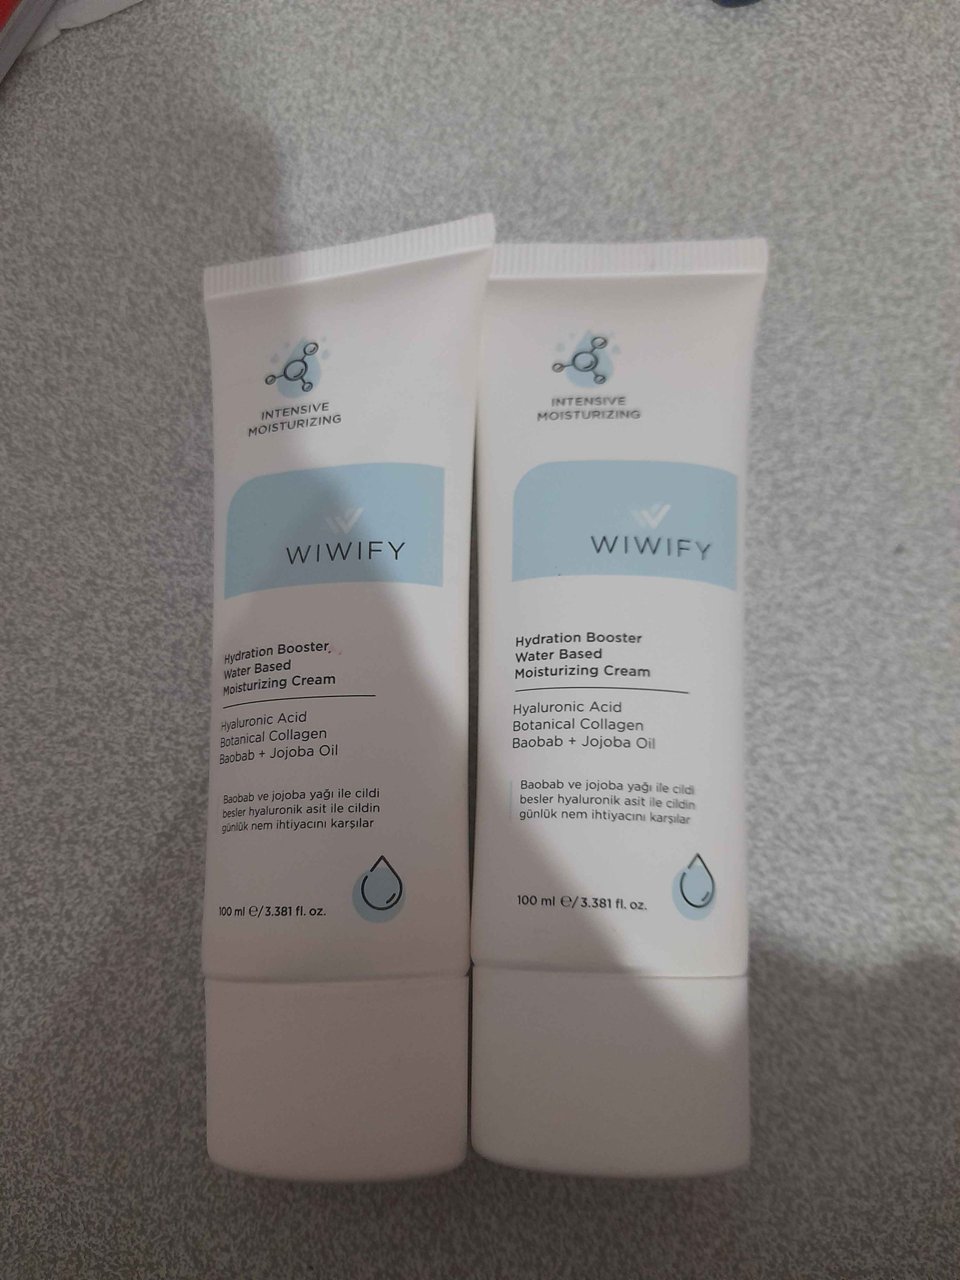 INTENSIVE
MOISTURIZING
WIWIFY
Hydration Booster
Water Based
Moisturizing Cream
Hyaluronic Acid
Botanical Collagen
Baobab + Jojoba Oil
Baobab ve jojoba yağı ile cildi
besler hyaluronik asit ile cildin
günlük nem ihtiyacını karşılar
100 ml ℮/3.381 fl. oz.
INTENSIVE
MOISTURIZING
WIWIFY
Hydration Booster
Water Based
Moisturizing Cream
Hyaluronic Acid
Botanical Collagen
Baobab + Jojoba Oil
Baobab ve jojoba yağı ile cildi
besler hyaluronik asit ile cildin
günlük nem ihtiyacını karşılar
100 ml ℮/3.381 fl. oz.